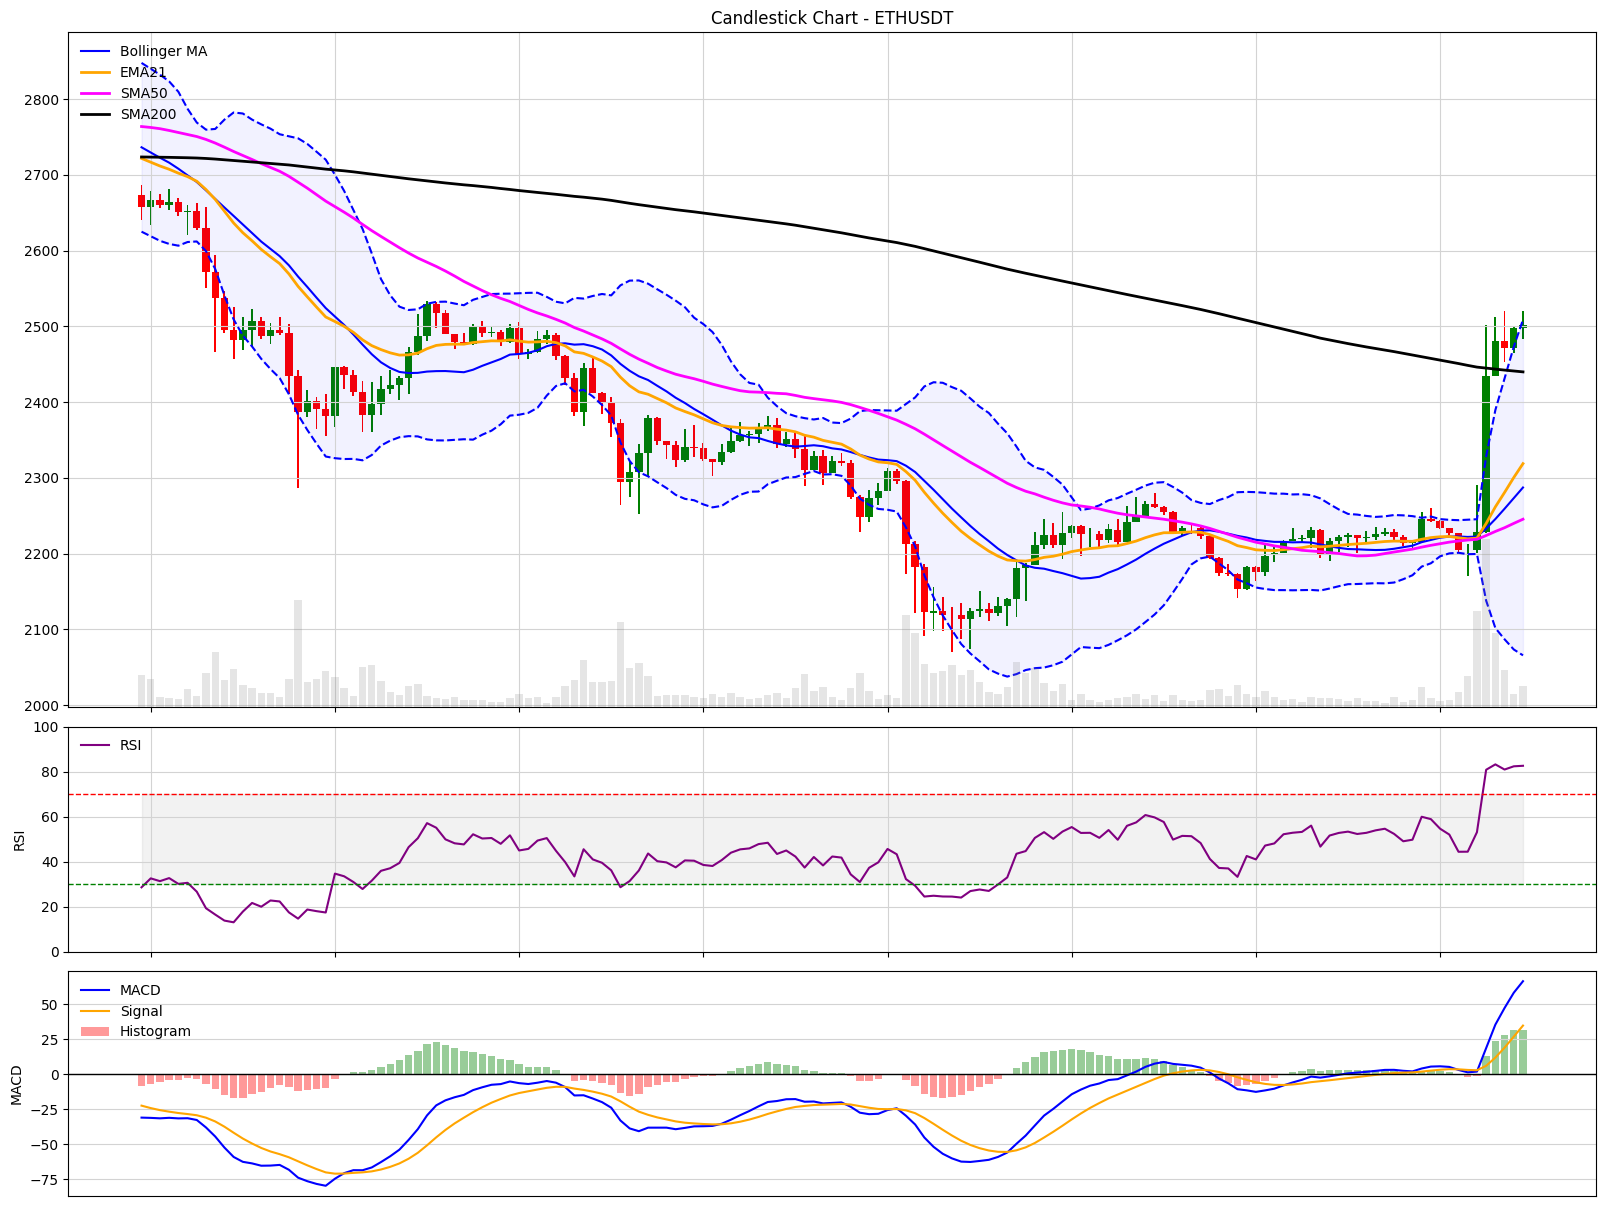 Candlestick Chart - ETHUSDT
Bollinger MA
EMA21
SMA50
SMA200
2800
2700
2600
2500
2400
2300
2200
2100
2000
RSI
100
80
60
40
20
0
RSI
MACD
Signal
Histogram
50
25
0
−25
−50
−75
MACD